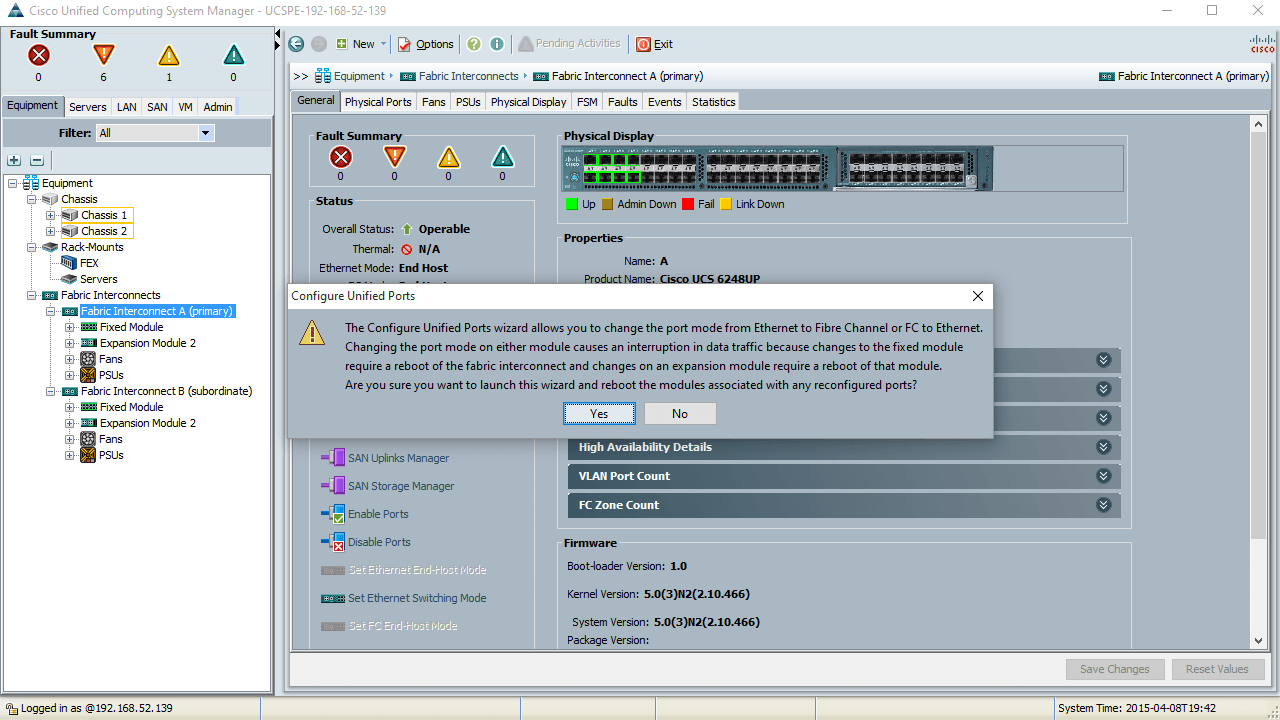 Cisco Unified Computing System Manager - UCSPE-192-168-52-139
Fault Summary
0 6 1 0
Equipment Servers LAN SAN VM Admin
Filter: All
Equipment
Chassis
Chassis 1
Chassis 2
Rack-Mounts
FEX
Servers
Fabric Interconnects
Fabric Interconnect A (primary)
Fixed Module
Expansion Module 2
Fans
PSUs
Fabric Interconnect B (subordinate)
Fixed Module
Expansion Module 2
Fans
PSUs
New Options Pending Activities Exit
CISCO
>> Equipment Fabric Interconnects Fabric Interconnect A (primary)
Fabric Interconnect A (primary)
General Physical Ports Fans PSUs Physical Display FSM Faults Events Statistics
Fault Summary
0 0 0 0
Status
Overall Status: Operable
Thermal: N/A
Ethernet Mode: End Host
Physical Display
Up Admin Down Fail Link Down
Properties
Name: A
Product Name: Cisco UCS 6248UP
Configure Unified Ports
The Configure Unified Ports wizard allows you to change the port mode from Ethernet to Fibre Channel or FC to Ethernet.
Changing the port mode on either module causes an interruption in data traffic because changes to the fixed module
require a reboot of the fabric interconnect and changes on an expansion module require a reboot of that module.
Are you sure you want to launch this wizard and reboot the modules associated with any reconfigured ports?
Yes No
SAN Uplinks Manager
SAN Storage Manager
Enable Ports
Disable Ports
Set Ethernet End-Host Mode
Set Ethernet Switching Mode
Set FC End-Host Mode
High Availability Details
VLAN Port Count
FC Zone Count
Firmware
Boot-loader Version: 1.0
Kernel Version: 5.0(3)N2(2.10.466)
System Version: 5.0(3)N2(2.10.466)
Package Version:
Save Changes Reset Values
Logged in as @192.168.52.139
System Time: 2015-04-08T19:42